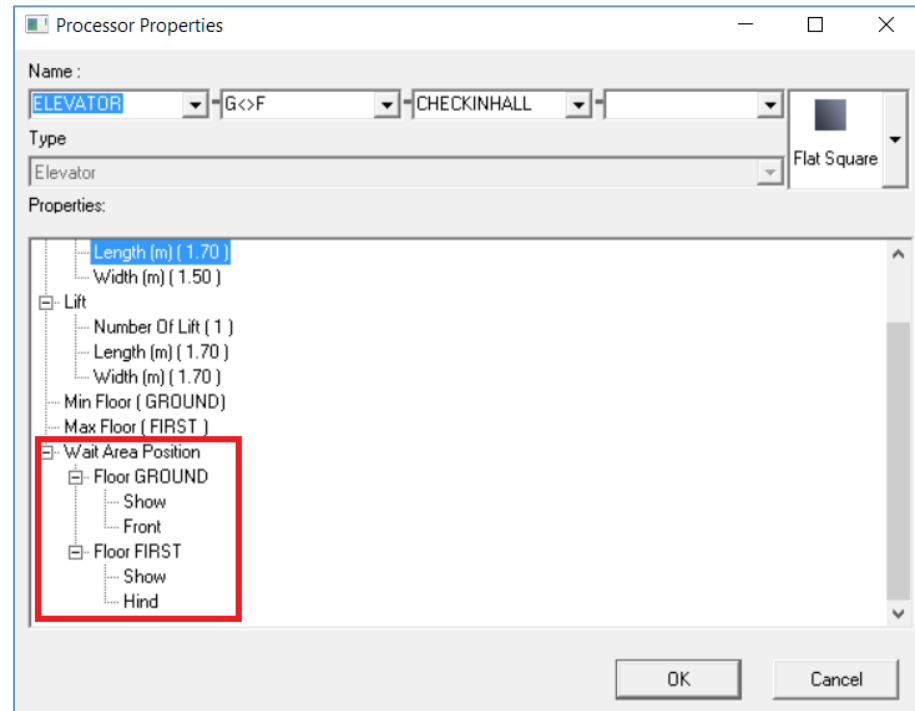 Processor Properties
Name :
ELEVATOR - G<>F - CHECKINHALL -
Type
Flat Square
Elevator
Properties:
Length (m) ( 1.70 )
Width (m) ( 1.50 )
Lift
Number Of Lift ( 1 )
Length (m) ( 1.70 )
Width (m) ( 1.70 )
Min Floor ( GROUND)
Max Floor ( FIRST )
Wait Area Position
Floor GROUND
Show
Front
Floor FIRST
Show
Hind
OK Cancel